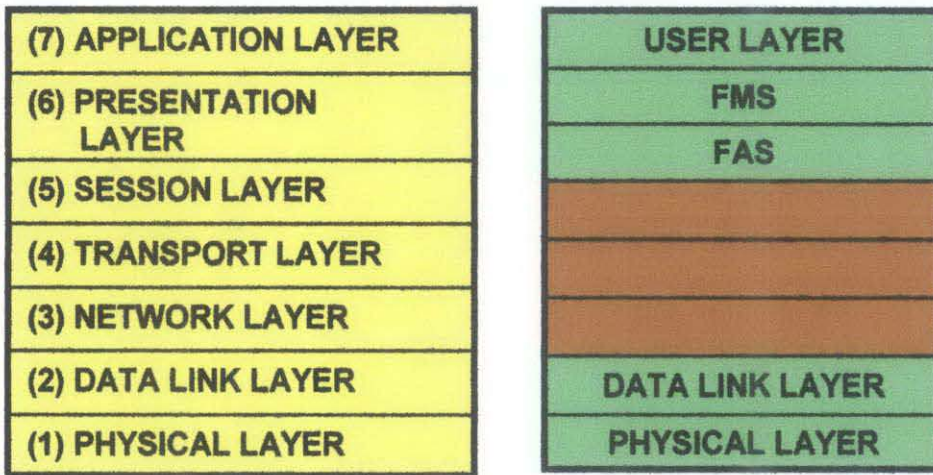 (7) APPLICATION LAYER
(6) PRESENTATION
LAYER
(5) SESSION LAYER
(4) TRANSPORT LAYER
(3) NETWORK LAYER
(2) DATA LINK LAYER
(1) PHYSICAL LAYER
USER LAYER
FMS
FAS
DATA LINK LAYER
PHYSICAL LAYER